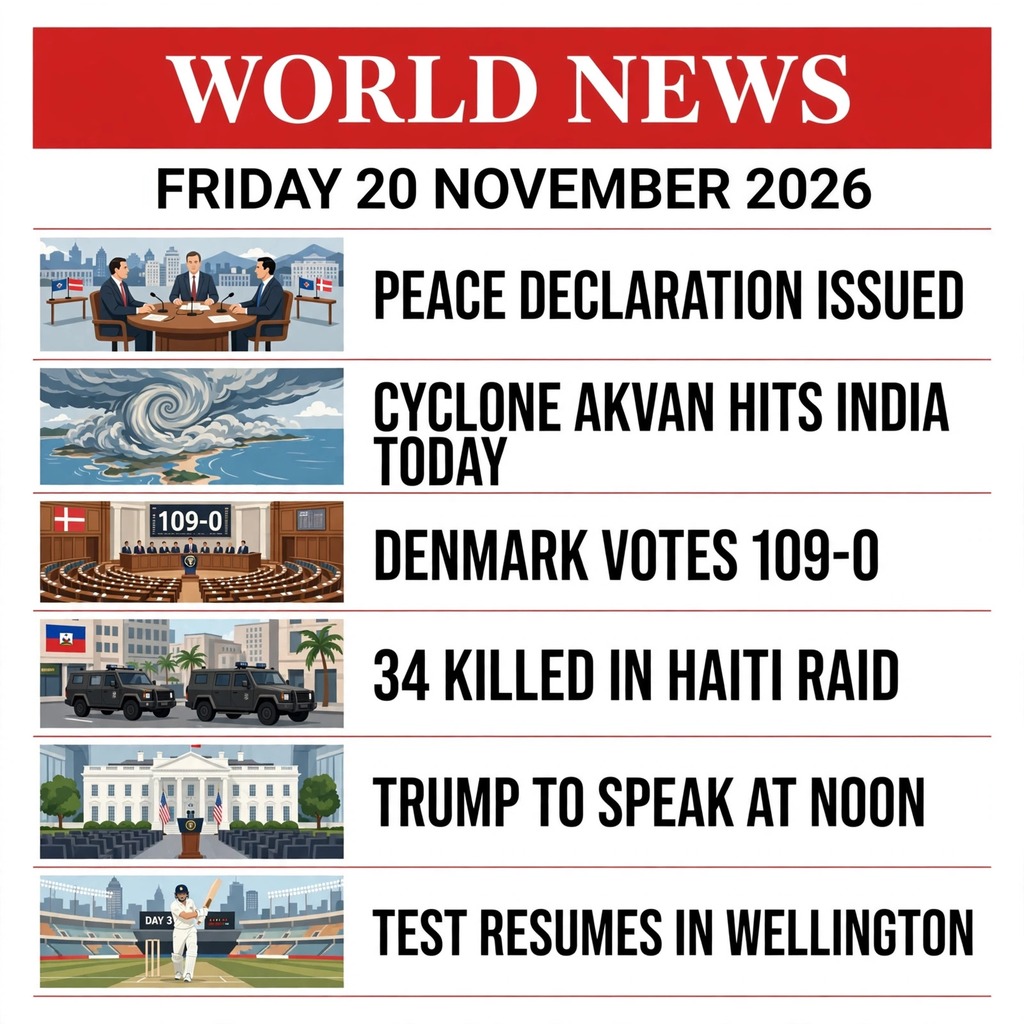 WORLD NEWS
FRIDAY 20 NOVEMBER 2026
PEACE DECLARATION ISSUED
CYCLONE AKVAN HITS INDIA
TODAY
109-0
DENMARK VOTES 109-0
34 KILLED IN HAITI RAID
TRUMP TO SPEAK AT NOON
DAY 3
TEST RESUMES IN WELLINGTON